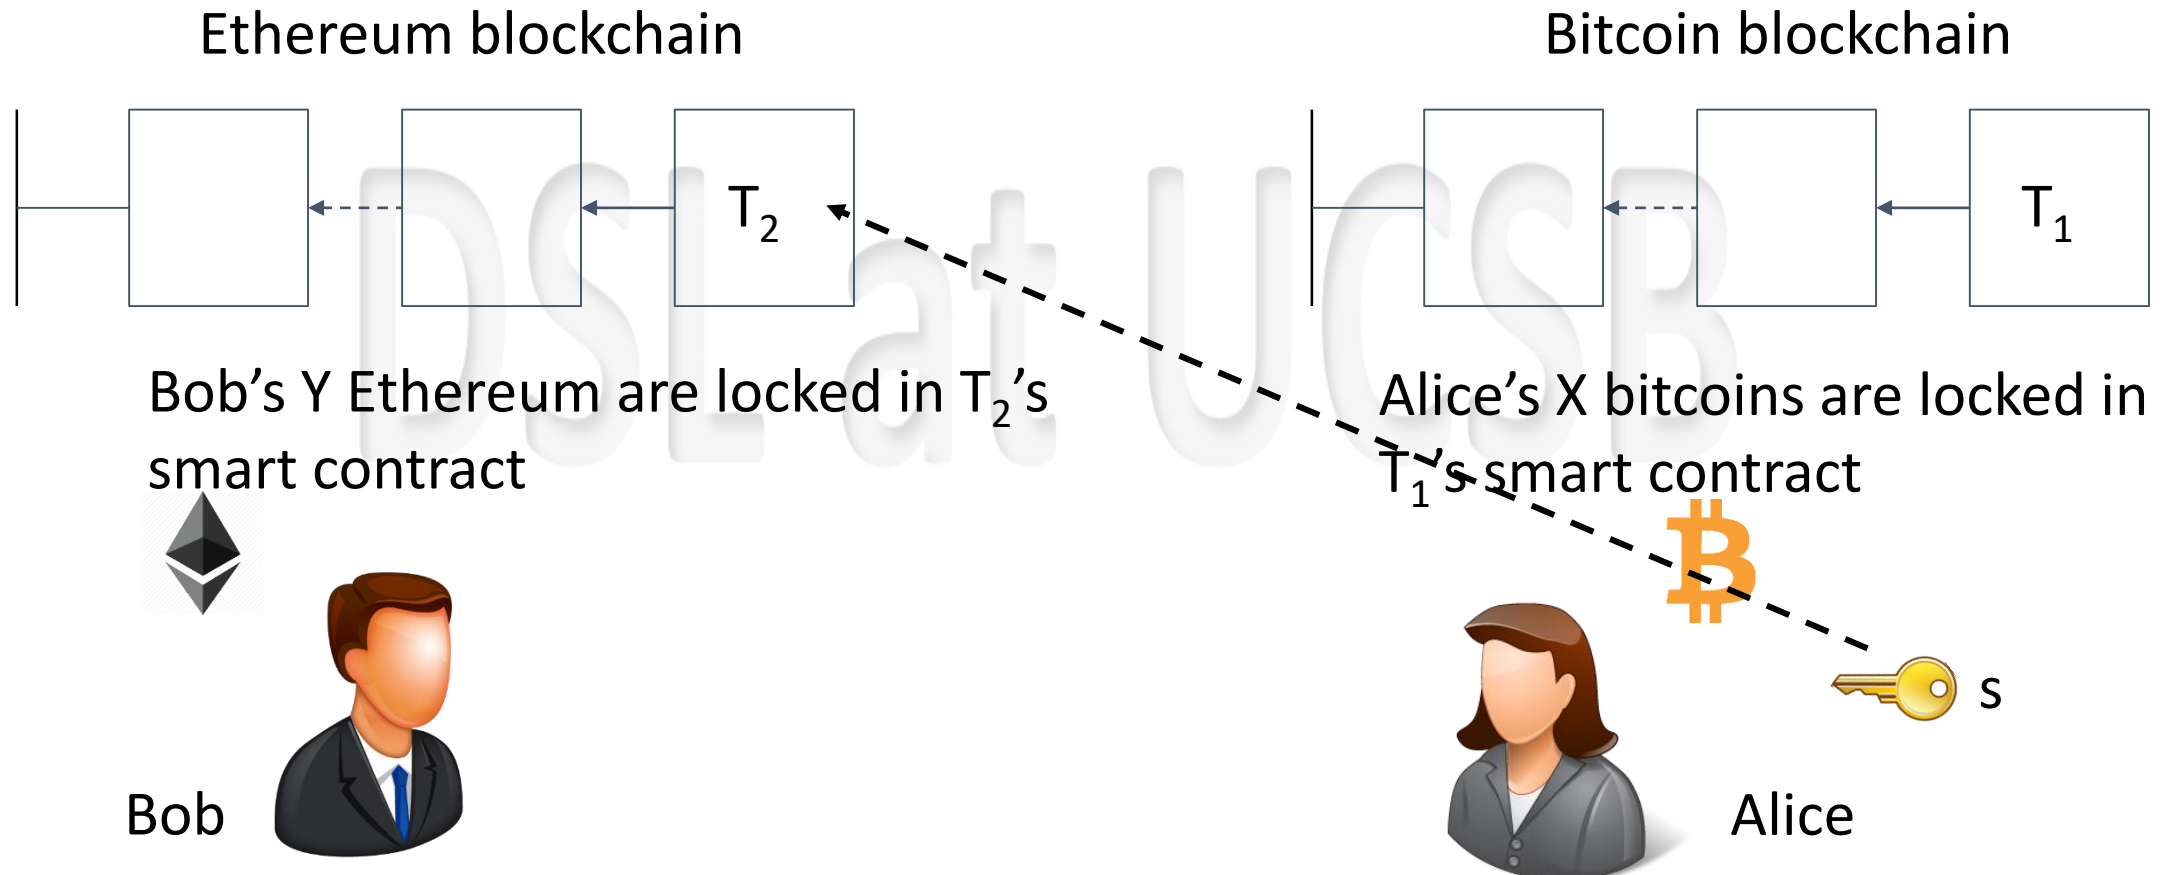 Ethereum blockchain
Bitcoin blockchain
T2
T1
DSL at UCSB
Bob’s Y Ethereum are locked in T2’s
smart contract
Alice’s X bitcoins are locked in
T1’s smart contract
s
Bob
Alice